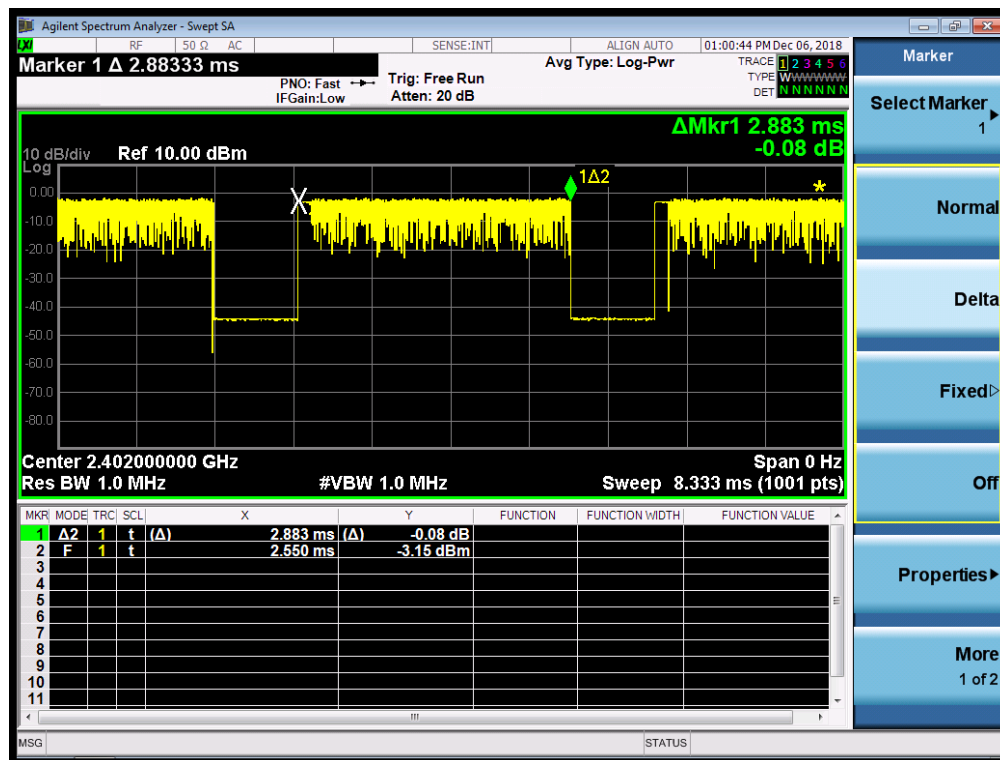 Agilent Spectrum Analyzer - Swept SA
LXI RF 50 Ω AC SENSE:INT ALIGN AUTO 01:00:44 PM Dec 06, 2018
Marker 1 Δ 2.88333 ms
PNO: Fast
IFGain:Low
Trig: Free Run
Atten: 20 dB
Avg Type: Log-Pwr
TRACE 1 2 3 4 5 6
TYPE WWWWWWW
DET N N N N N N
ΔMkr1 2.883 ms
-0.08 dB
10 dB/div Ref 10.00 dBm
Log
1Δ2
0.00
-10.0
-20.0
-30.0
-40.0
-50.0
-60.0
-70.0
-80.0
Center 2.402000000 GHz Span 0 Hz
Res BW 1.0 MHz #VBW 1.0 MHz Sweep 8.333 ms (1001 pts)
MKR MODE TRC SCL X Y FUNCTION FUNCTION WIDTH FUNCTION VALUE
1 Δ2 1 t (Δ) 2.883 ms (Δ) -0.08 dB
2 F 1 t 2.550 ms -3.15 dBm
3
4
5
6
7
8
9
10
11
MSG STATUS
Marker
Select Marker
1
Normal
Delta
Fixed
Off
Properties
More
1 of 2